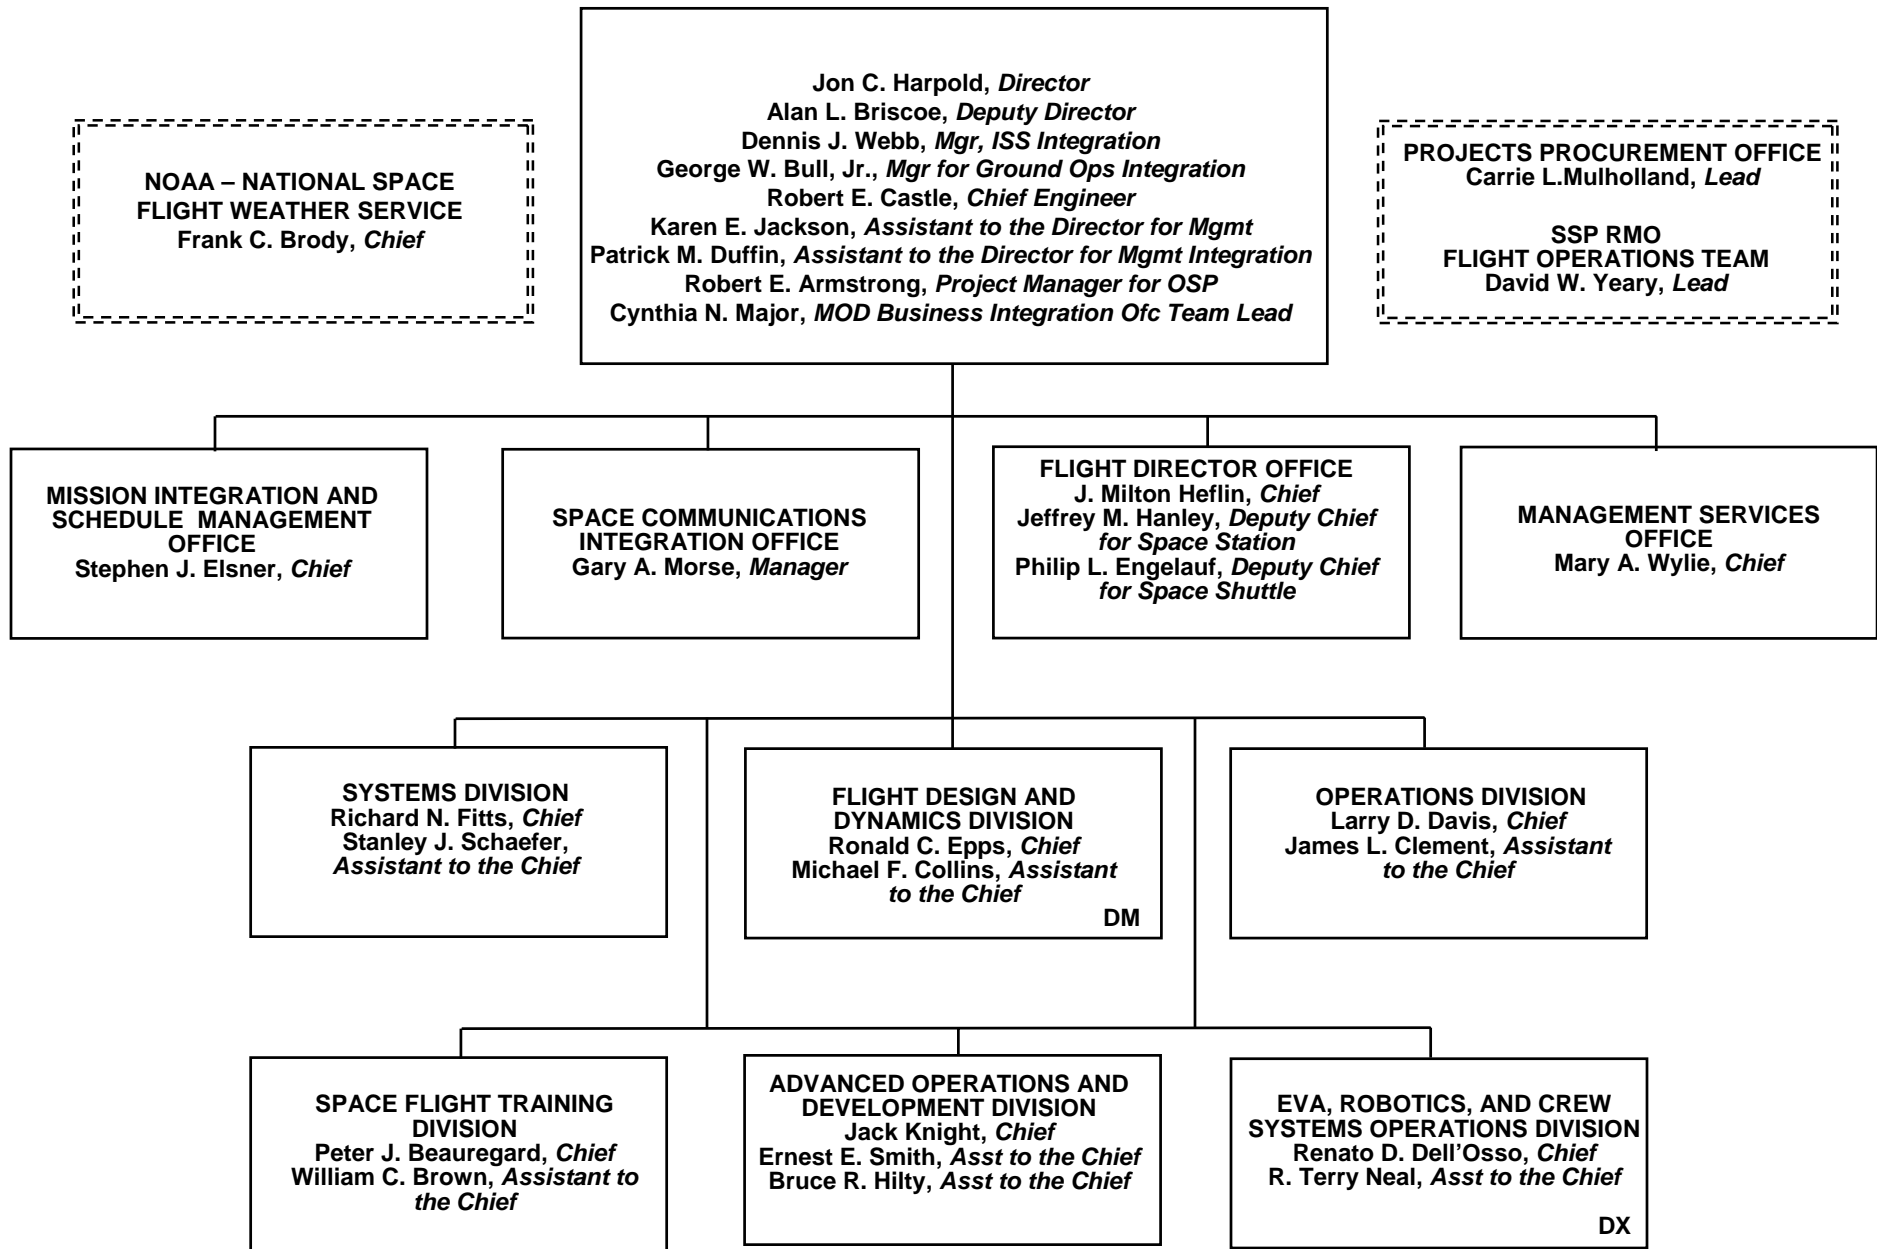 Jon C. Harpold, Director
Alan L. Briscoe, Deputy Director
Dennis J. Webb, Mgr, ISS Integration
George W. Bull, Jr., Mgr for Ground Ops Integration
Robert E. Castle, Chief Engineer
Karen E. Jackson, Assistant to the Director for Mgmt
Patrick M. Duffin, Assistant to the Director for Mgmt Integration
Robert E. Armstrong, Project Manager for OSP
Cynthia N. Major, MOD Business Integration Ofc Team Lead
NOAA – NATIONAL SPACE
FLIGHT WEATHER SERVICE
Frank C. Brody, Chief
PROJECTS PROCUREMENT OFFICE
Carrie L.Mulholland, Lead
SSP RMO
FLIGHT OPERATIONS TEAM
David W. Yeary, Lead
MISSION INTEGRATION AND
SCHEDULE MANAGEMENT
OFFICE
Stephen J. Elsner, Chief
SPACE COMMUNICATIONS
INTEGRATION OFFICE
Gary A. Morse, Manager
FLIGHT DIRECTOR OFFICE
J. Milton Heflin, Chief
Jeffrey M. Hanley, Deputy Chief
for Space Station
Philip L. Engelauf, Deputy Chief
for Space Shuttle
MANAGEMENT SERVICES
OFFICE
Mary A. Wylie, Chief
SYSTEMS DIVISION
Richard N. Fitts, Chief
Stanley J. Schaefer,
Assistant to the Chief
FLIGHT DESIGN AND
DYNAMICS DIVISION
Ronald C. Epps, Chief
Michael F. Collins, Assistant
to the Chief
DM
OPERATIONS DIVISION
Larry D. Davis, Chief
James L. Clement, Assistant
to the Chief
SPACE FLIGHT TRAINING
DIVISION
Peter J. Beauregard, Chief
William C. Brown, Assistant to
the Chief
ADVANCED OPERATIONS AND
DEVELOPMENT DIVISION
Jack Knight, Chief
Ernest E. Smith, Asst to the Chief
Bruce R. Hilty, Asst to the Chief
EVA, ROBOTICS, AND CREW
SYSTEMS OPERATIONS DIVISION
Renato D. Dell’Osso, Chief
R. Terry Neal, Asst to the Chief
DX